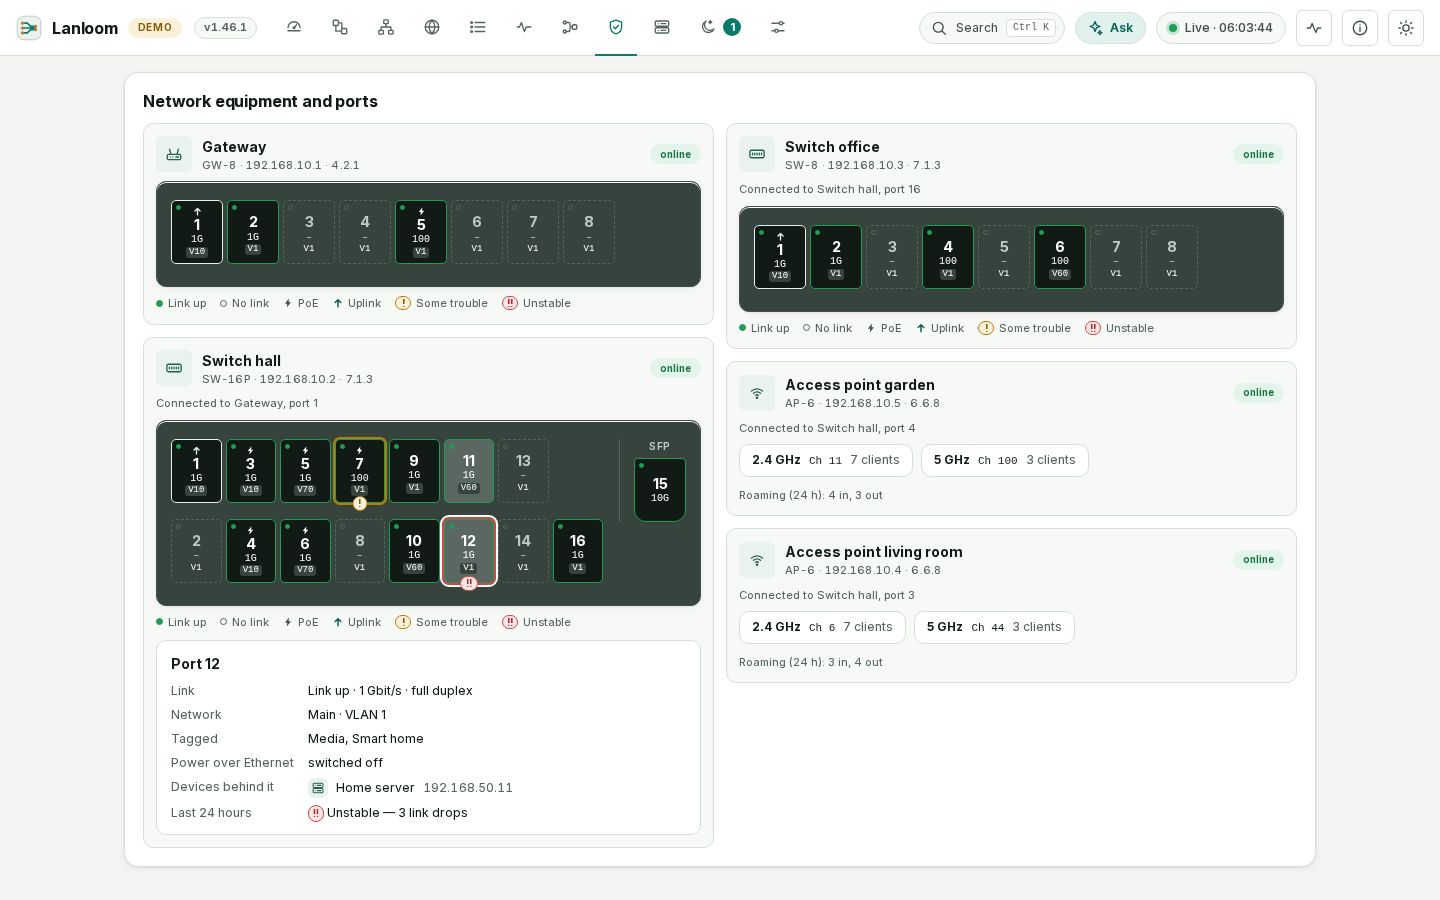 Lanloom DEMO v1.46.1 1 Search Ctrl K Ask Live · 06:03:44
Network equipment and ports
Gateway
GW-8 · 192.168.10.1 · 4.2.1
online
1 2 3 4 5 6 7 8
1G 1G – – 100 – – –
V10 V1 V1 V1 V1 V1 V1 V1
Link up No link PoE Uplink ! Some trouble !! Unstable
Switch hall
SW-16P · 192.168.10.2 · 7.1.3
online
Connected to Gateway, port 1
SFP
1 3 5 7 9 11 13
1G 1G 1G 100 1G 1G –
V10 V10 V70 V1 V1 V60 V1
!
15
10G
2 4 6 8 10 12 14 16
– 1G 1G – 1G 1G – 1G
V1 V10 V70 V1 V60 V1 V1 V1
!!
Link up No link PoE Uplink ! Some trouble !! Unstable
Port 12
Link Link up · 1 Gbit/s · full duplex
Network Main · VLAN 1
Tagged Media, Smart home
Power over Ethernet switched off
Devices behind it Home server 192.168.50.11
Last 24 hours !! Unstable — 3 link drops
Switch office
SW-8 · 192.168.10.3 · 7.1.3
online
Connected to Switch hall, port 16
1 2 3 4 5 6 7 8
1G 1G – 100 – 100 – –
V10 V1 V1 V1 V1 V60 V1 V1
Link up No link PoE Uplink ! Some trouble !! Unstable
Access point garden
AP-6 · 192.168.10.5 · 6.6.8
online
Connected to Switch hall, port 4
2.4 GHz Ch 11 7 clients 5 GHz Ch 100 3 clients
Roaming (24 h): 4 in, 3 out
Access point living room
AP-6 · 192.168.10.4 · 6.6.8
online
Connected to Switch hall, port 3
2.4 GHz Ch 6 7 clients 5 GHz Ch 44 3 clients
Roaming (24 h): 3 in, 4 out